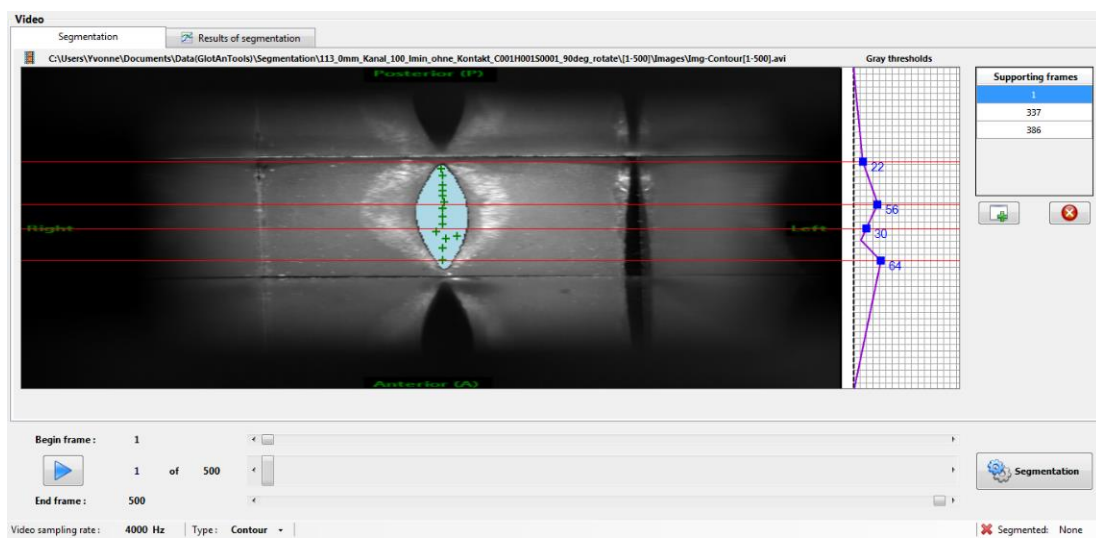 Video
Segmentation
Results of segmentation
C:\Users\Yvonne\Documents\Data(GlotAnTools)\Segmentation\113_0mm_Kanal_100_lmin_ohne_Kontakt_C001H001S0001_90deg_rotate\[1-500]\Images\Img-Contour[1-500].avi
Gray thresholds
Supporting frames
1
337
386
Posterior (P)
22
56
30
64
Right
Left
Anterior (A)
Begin frame :
1
1 of 500
End frame :
500
Segmentation
Video sampling rate : 4000 Hz Type : Contour
Segmented: None